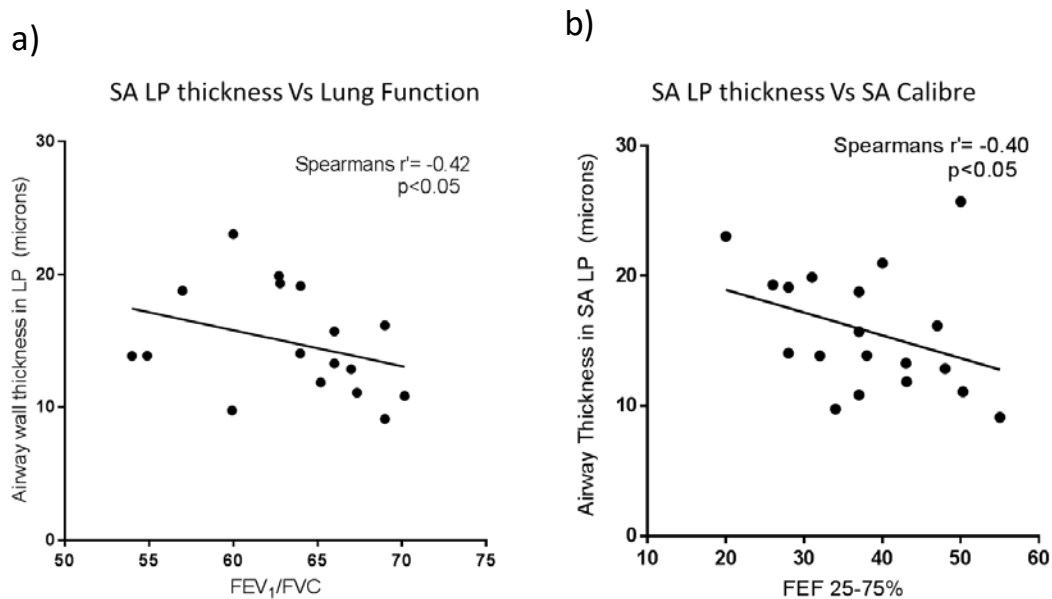 a)
SA LP thickness Vs Lung Function
Spearmans r'= -0.42
p<0.05
Airway wall thickness in LP (microns)
30
20
10
0
50 55 60 65 70 75
FEV₁/FVC
b)
SA LP thickness Vs SA Calibre
Spearmans r'= -0.40
p<0.05
Airway Thickness in SA LP (microns)
30
20
10
0
10 20 30 40 50 60
FEF 25-75%